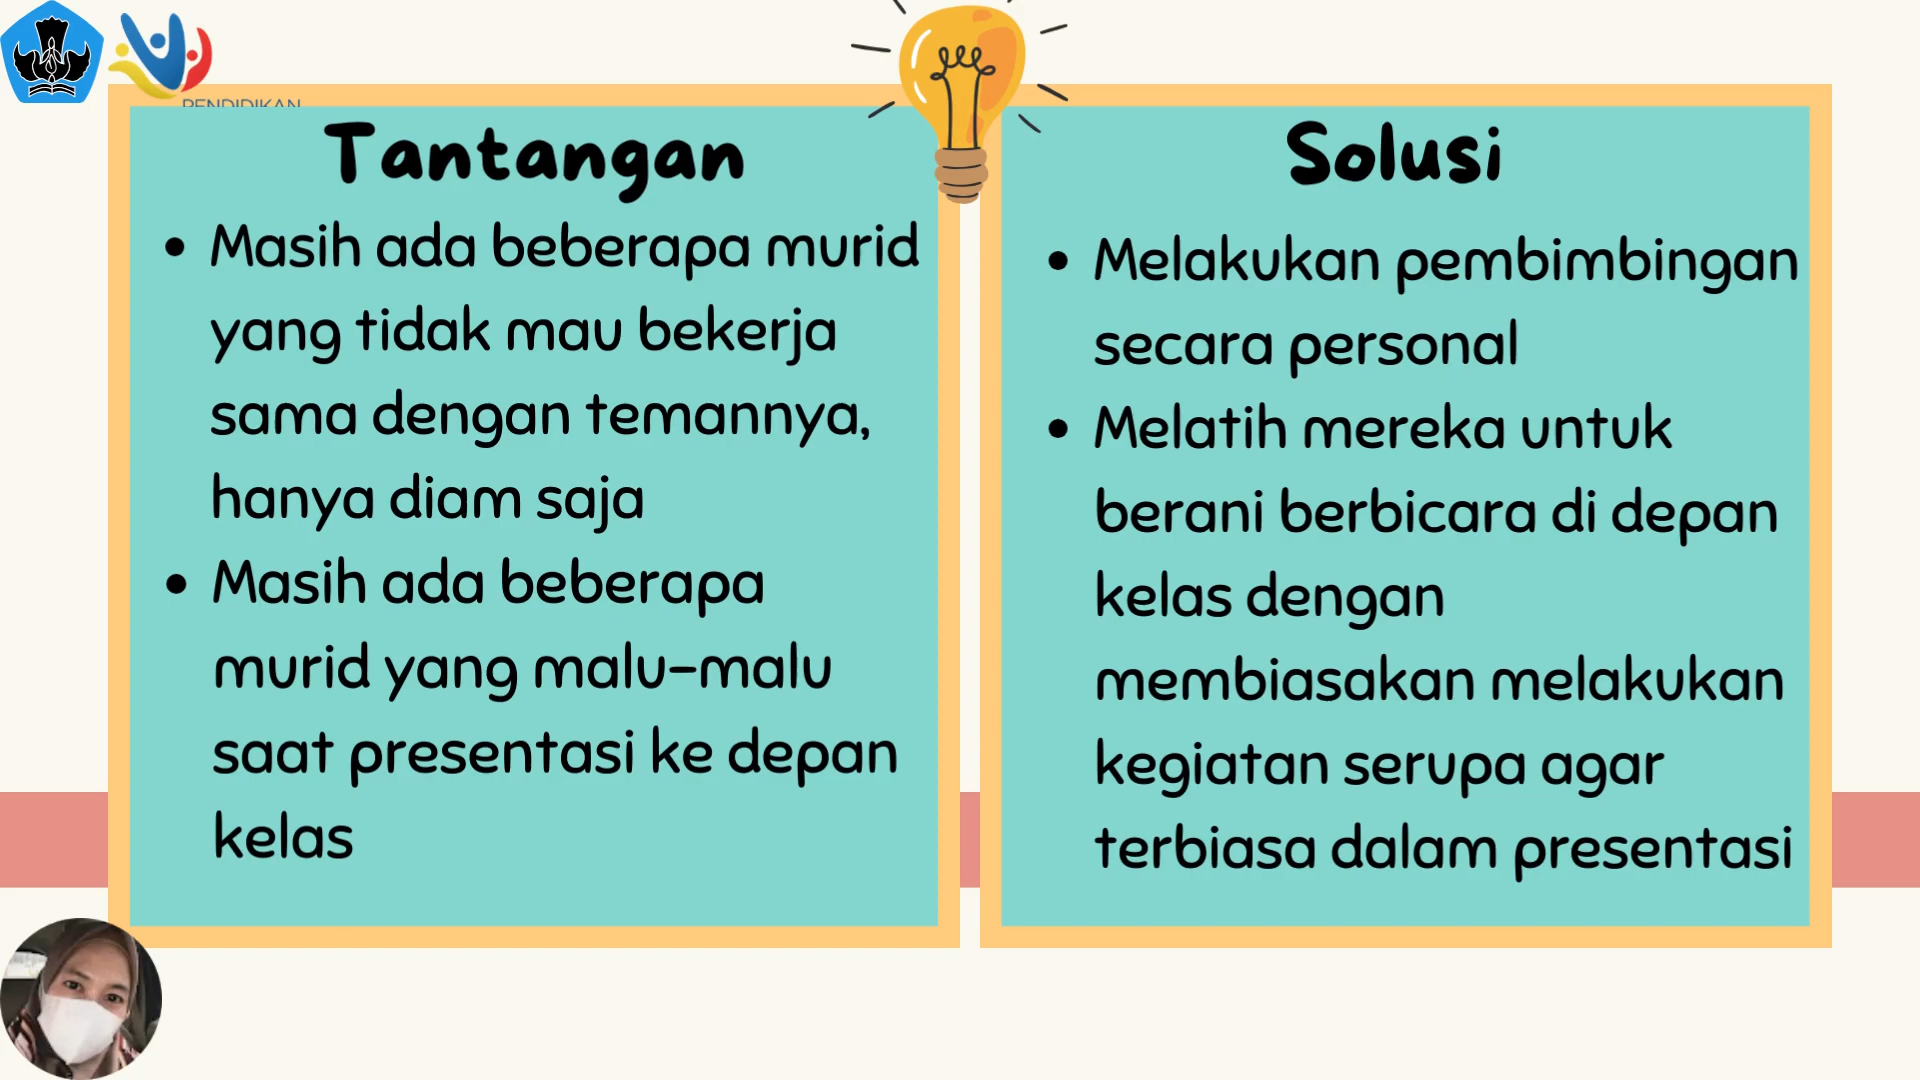 PENDIDIKAN
Tantangan
• Masih ada beberapa murid
yang tidak mau bekerja
sama dengan temannya,
hanya diam saja
• Masih ada beberapa
murid yang malu-malu
saat presentasi ke depan
kelas
Solusi
• Melakukan pembimbingan
secara personal
• Melatih mereka untuk
berani berbicara di depan
kelas dengan
membiasakan melakukan
kegiatan serupa agar
terbiasa dalam presentasi